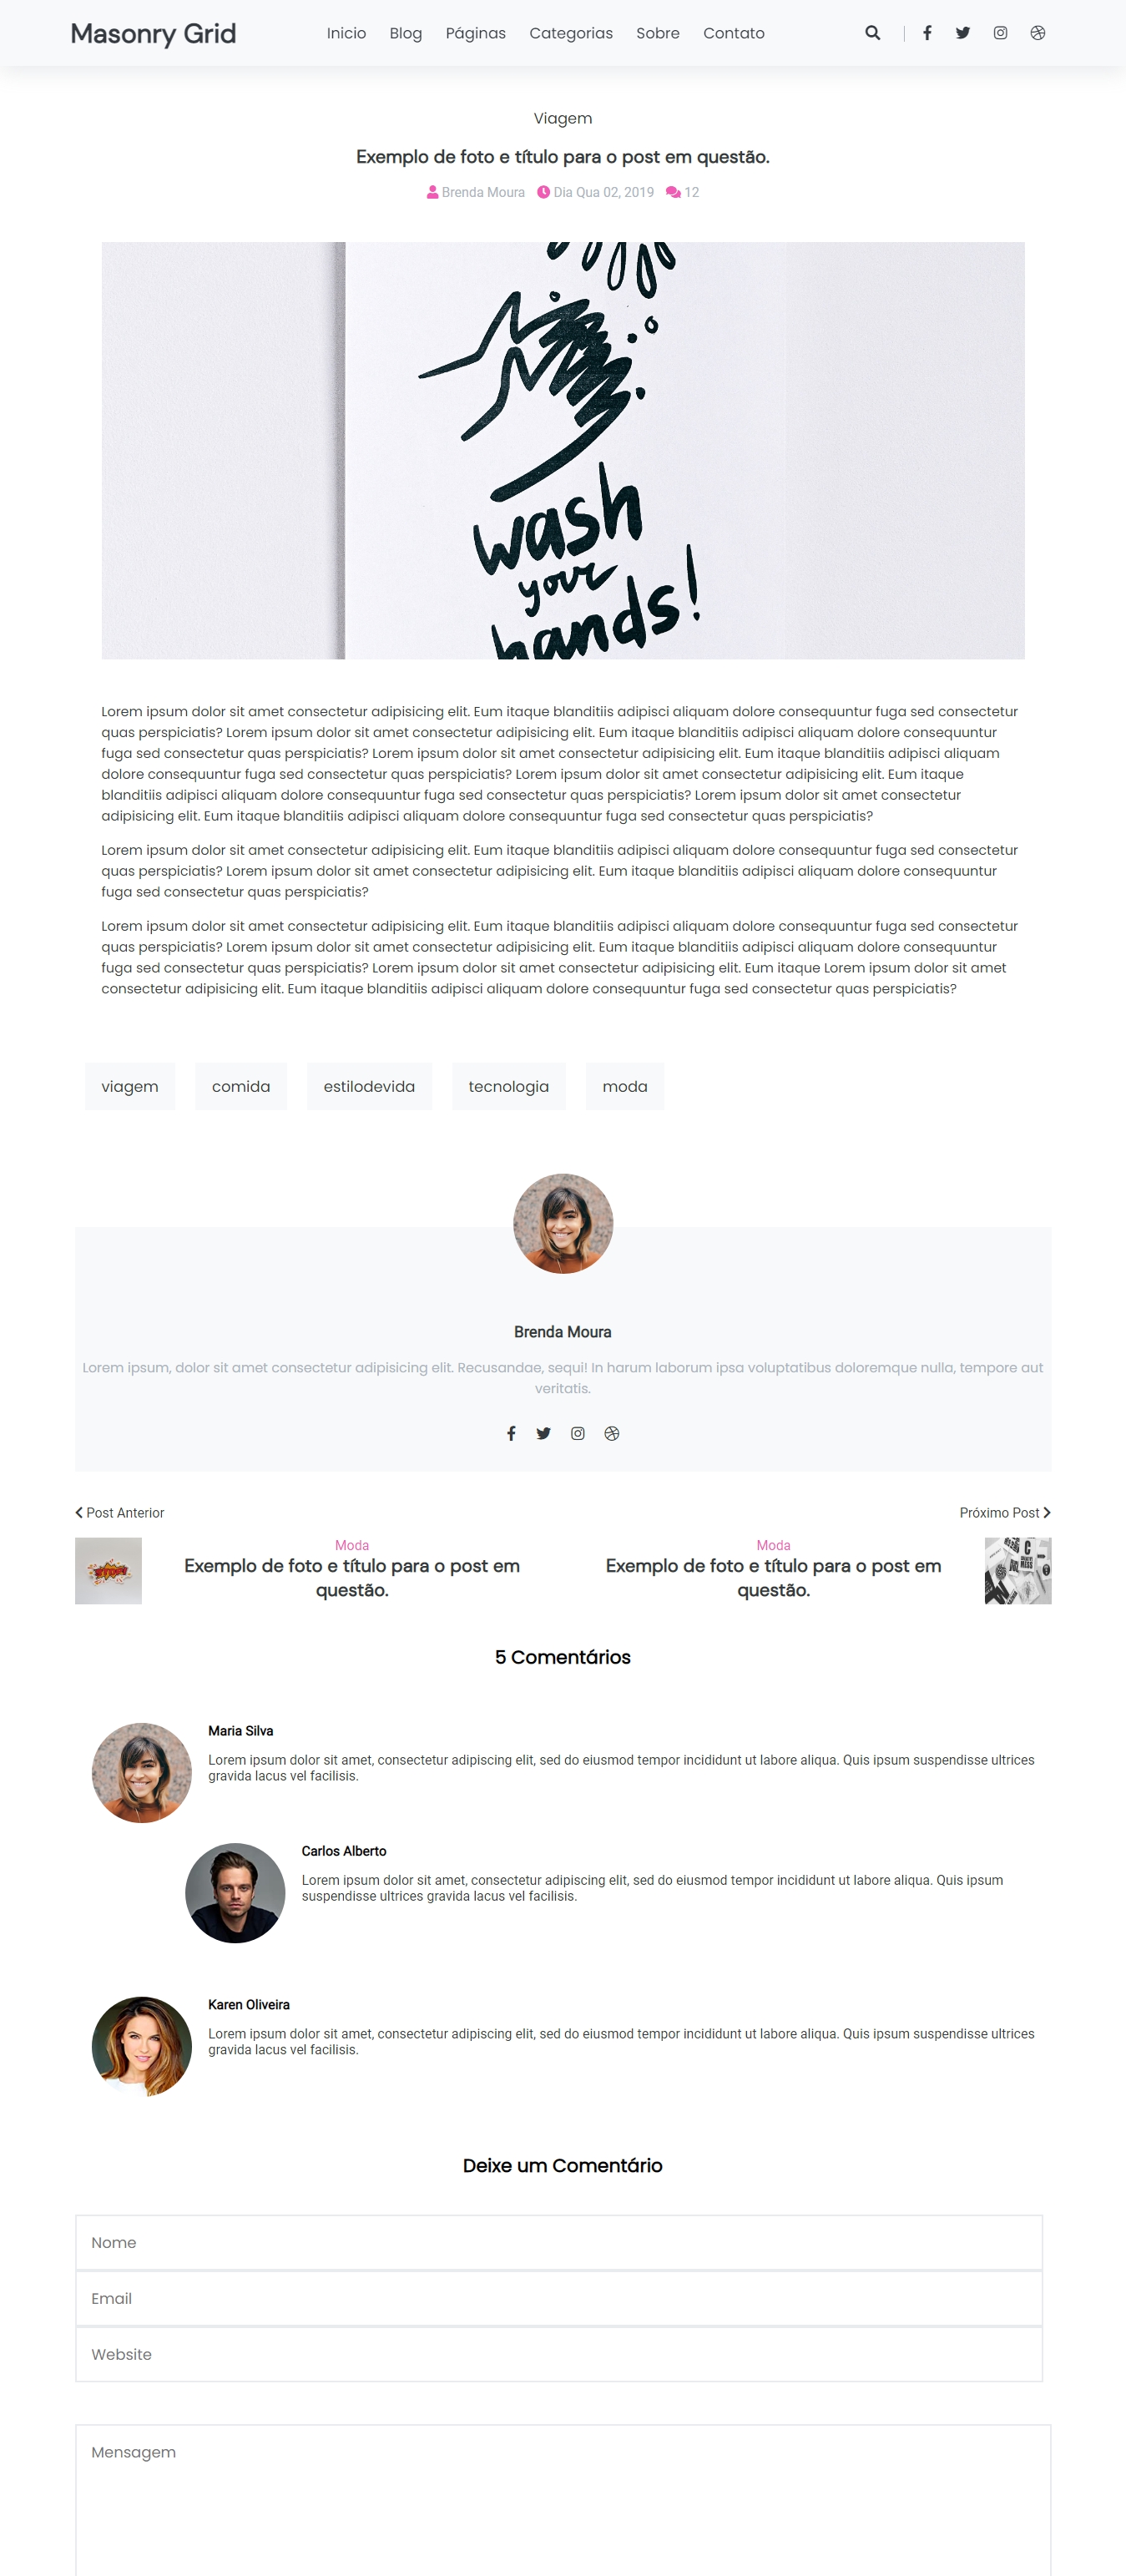 Masonry Grid
Inicio Blog Páginas Categorias Sobre Contato
Viagem
Exemplo de foto e título para o post em questão.
Brenda Moura Dia Qua 02, 2019 12
wash
your
hands!
Lorem ipsum dolor sit amet consectetur adipisicing elit. Eum itaque blanditiis adipisci aliquam dolore consequuntur fuga sed consectetur
quas perspiciatis? Lorem ipsum dolor sit amet consectetur adipisicing elit. Eum itaque blanditiis adipisci aliquam dolore consequuntur
fuga sed consectetur quas perspiciatis? Lorem ipsum dolor sit amet consectetur adipisicing elit. Eum itaque blanditiis adipisci aliquam
dolore consequuntur fuga sed consectetur quas perspiciatis? Lorem ipsum dolor sit amet consectetur adipisicing elit. Eum itaque
blanditiis adipisci aliquam dolore consequuntur fuga sed consectetur quas perspiciatis? Lorem ipsum dolor sit amet consectetur
adipisicing elit. Eum itaque blanditiis adipisci aliquam dolore consequuntur fuga sed consectetur quas perspiciatis?
Lorem ipsum dolor sit amet consectetur adipisicing elit. Eum itaque blanditiis adipisci aliquam dolore consequuntur fuga sed consectetur
quas perspiciatis? Lorem ipsum dolor sit amet consectetur adipisicing elit. Eum itaque blanditiis adipisci aliquam dolore consequuntur
fuga sed consectetur quas perspiciatis?
Lorem ipsum dolor sit amet consectetur adipisicing elit. Eum itaque blanditiis adipisci aliquam dolore consequuntur fuga sed consectetur
quas perspiciatis? Lorem ipsum dolor sit amet consectetur adipisicing elit. Eum itaque blanditiis adipisci aliquam dolore consequuntur
fuga sed consectetur quas perspiciatis? Lorem ipsum dolor sit amet consectetur adipisicing elit. Eum itaque Lorem ipsum dolor sit amet
consectetur adipisicing elit. Eum itaque blanditiis adipisci aliquam dolore consequuntur fuga sed consectetur quas perspiciatis?
viagem comida estilodevida tecnologia moda
Brenda Moura
Lorem ipsum, dolor sit amet consectetur adipisicing elit. Recusandae, sequi! In harum laborum ipsa voluptatibus doloremque nulla, tempore aut
veritatis.
Post Anterior
Próximo Post
Moda
Exemplo de foto e título para o post em
questão.
Moda
Exemplo de foto e título para o post em
questão.
5 Comentários
Maria Silva
Lorem ipsum dolor sit amet, consectetur adipiscing elit, sed do eiusmod tempor incididunt ut labore aliqua. Quis ipsum suspendisse ultrices
gravida lacus vel facilisis.
Carlos Alberto
Lorem ipsum dolor sit amet, consectetur adipiscing elit, sed do eiusmod tempor incididunt ut labore aliqua. Quis ipsum
suspendisse ultrices gravida lacus vel facilisis.
Karen Oliveira
Lorem ipsum dolor sit amet, consectetur adipiscing elit, sed do eiusmod tempor incididunt ut labore aliqua. Quis ipsum suspendisse ultrices
gravida lacus vel facilisis.
Deixe um Comentário
Nome
Email
Website
Mensagem